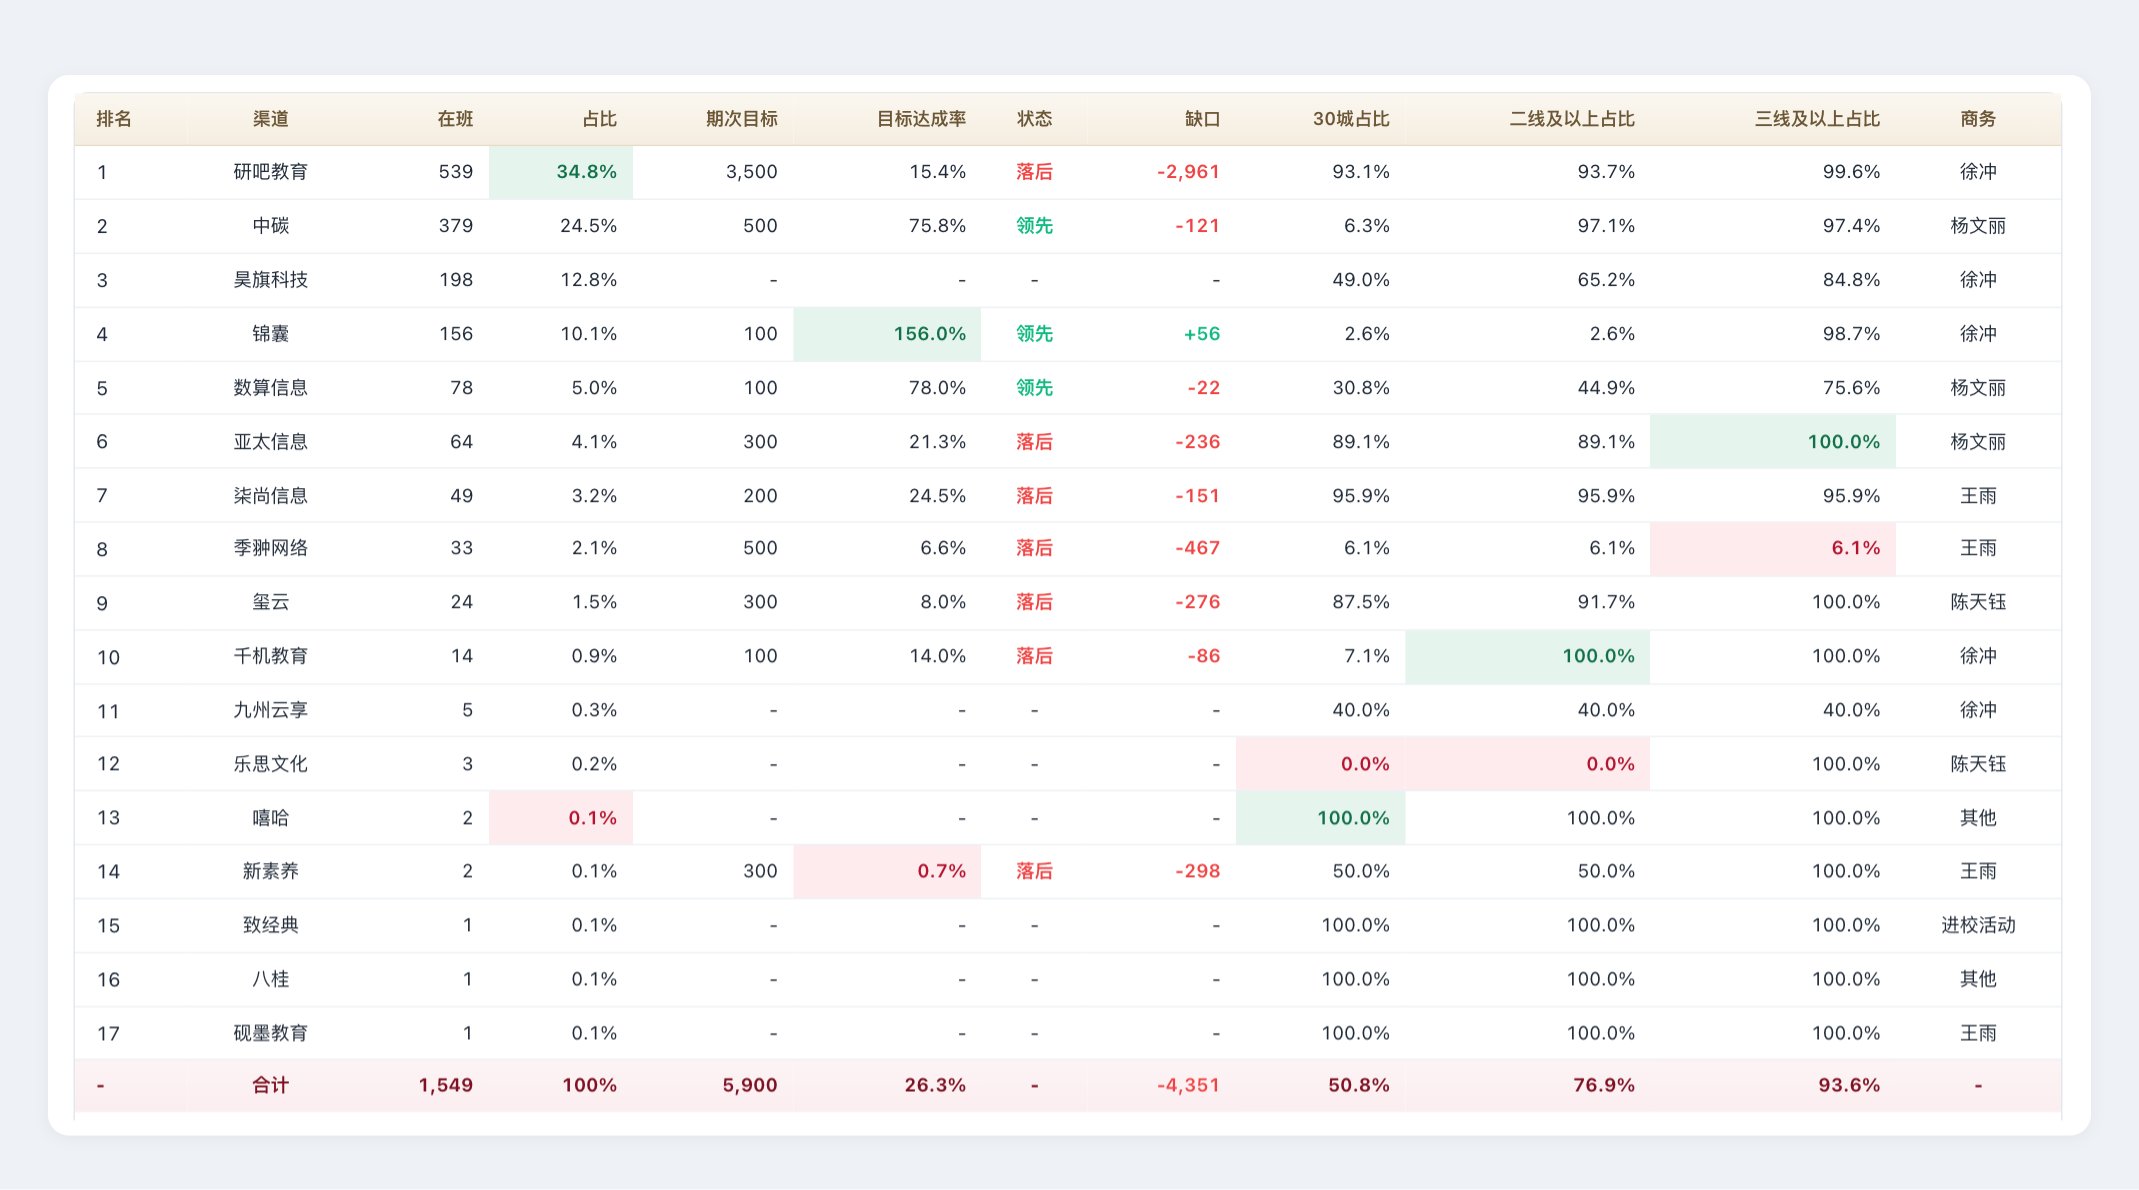 排名 渠道 在班 占比 期次目标 目标达成率 状态 缺口 30城占比 二线及以上占比 三线及以上占比 商务
1 研吧教育 539 34.8% 3,500 15.4% 落后 -2,961 93.1% 93.7% 99.6% 徐冲
2 中碳 379 24.5% 500 75.8% 领先 -121 6.3% 97.1% 97.4% 杨文丽
3 昊旗科技 198 12.8% - - - - 49.0% 65.2% 84.8% 徐冲
4 锦囊 156 10.1% 100 156.0% 领先 +56 2.6% 2.6% 98.7% 徐冲
5 数算信息 78 5.0% 100 78.0% 领先 -22 30.8% 44.9% 75.6% 杨文丽
6 亚太信息 64 4.1% 300 21.3% 落后 -236 89.1% 89.1% 100.0% 杨文丽
7 柒尚信息 49 3.2% 200 24.5% 落后 -151 95.9% 95.9% 95.9% 王雨
8 季翀网络 33 2.1% 500 6.6% 落后 -467 6.1% 6.1% 6.1% 王雨
9 玺云 24 1.5% 300 8.0% 落后 -276 87.5% 91.7% 100.0% 陈天钰
10 千机教育 14 0.9% 100 14.0% 落后 -86 7.1% 100.0% 100.0% 徐冲
11 九州云享 5 0.3% - - - - 40.0% 40.0% 40.0% 徐冲
12 乐思文化 3 0.2% - - - - 0.0% 0.0% 100.0% 陈天钰
13 嘻哈 2 0.1% - - - - 100.0% 100.0% 100.0% 其他
14 新素养 2 0.1% 300 0.7% 落后 -298 50.0% 50.0% 100.0% 王雨
15 致经典 1 0.1% - - - - 100.0% 100.0% 100.0% 进校活动
16 八桂 1 0.1% - - - - 100.0% 100.0% 100.0% 其他
17 砚墨教育 1 0.1% - - - - 100.0% 100.0% 100.0% 王雨
- 合计 1,549 100% 5,900 26.3% - -4,351 50.8% 76.9% 93.6% -